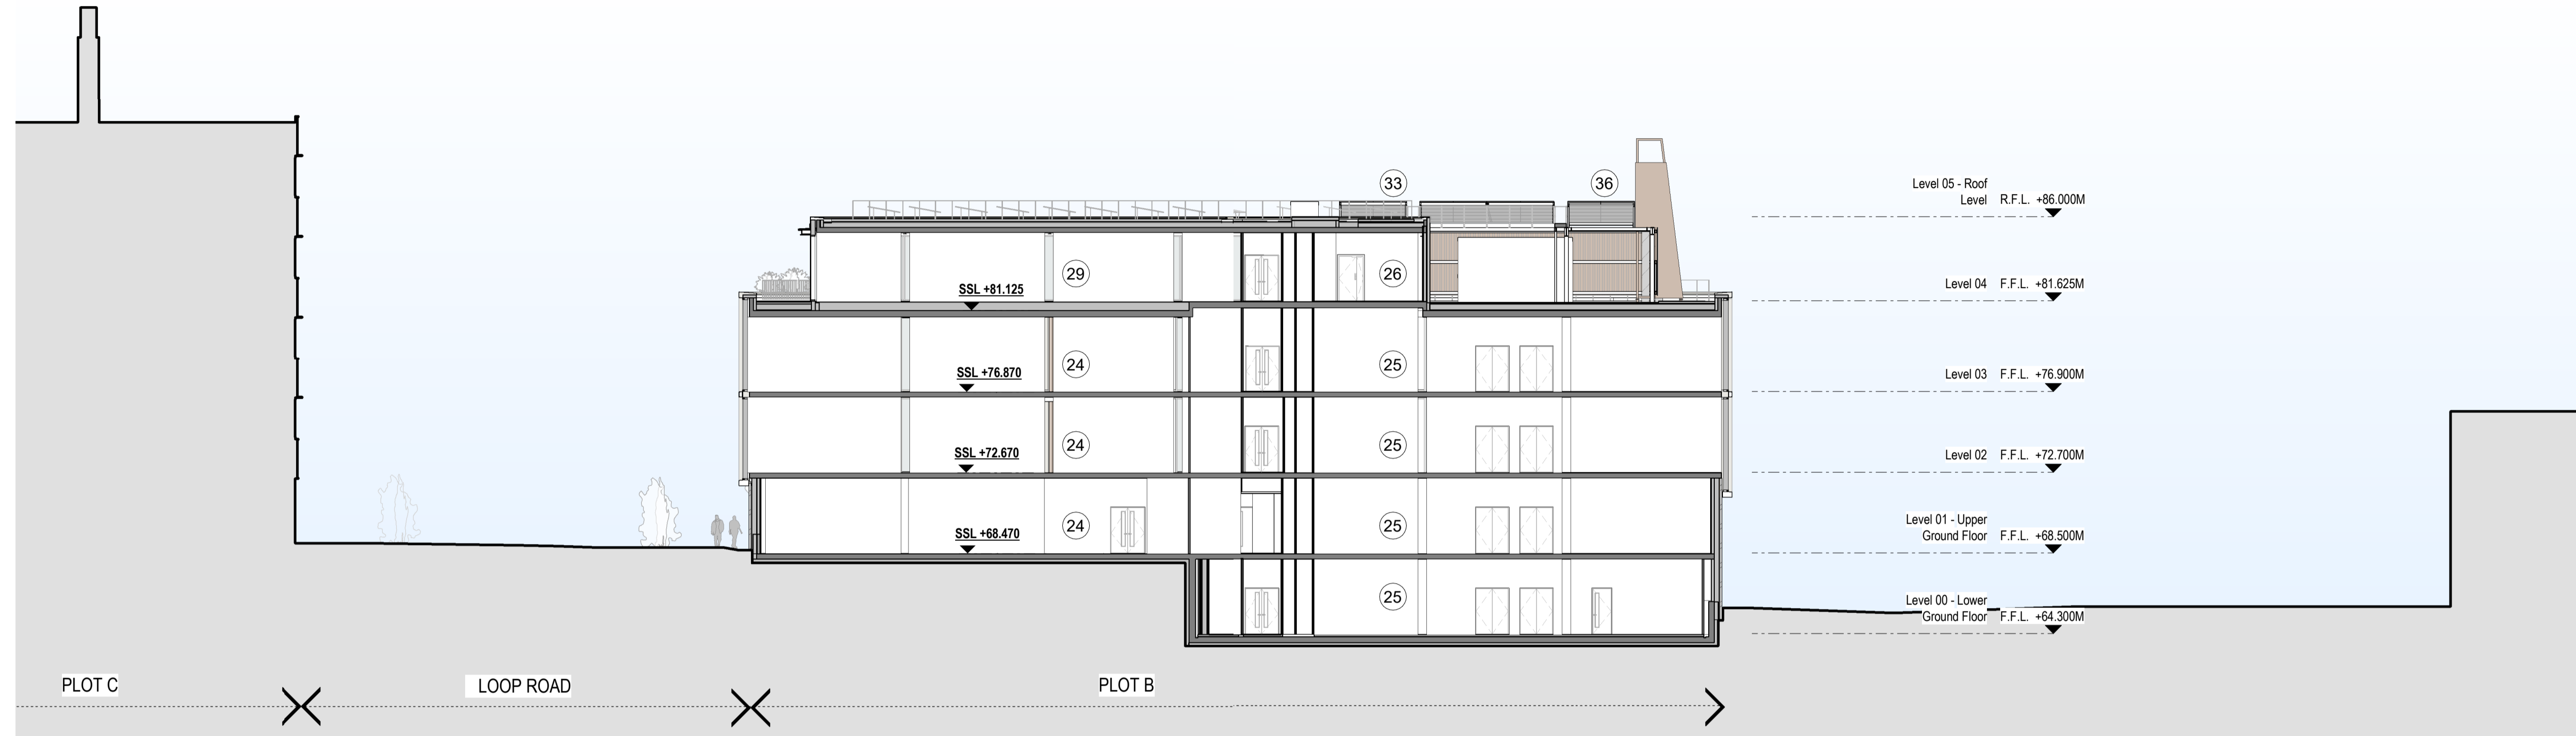 33
36
Level 05 - Roof
Level R.F.L. +86.000M
29
26
SSL +81.125
Level 04 F.F.L. +81.625M
24
25
SSL +76.870
Level 03 F.F.L. +76.900M
24
25
SSL +72.670
Level 02 F.F.L. +72.700M
24
25
SSL +68.470
Level 01 - Upper
Ground Floor F.F.L. +68.500M
25
Level 00 - Lower
Ground Floor F.F.L. +64.300M
PLOT C
LOOP ROAD
PLOT B